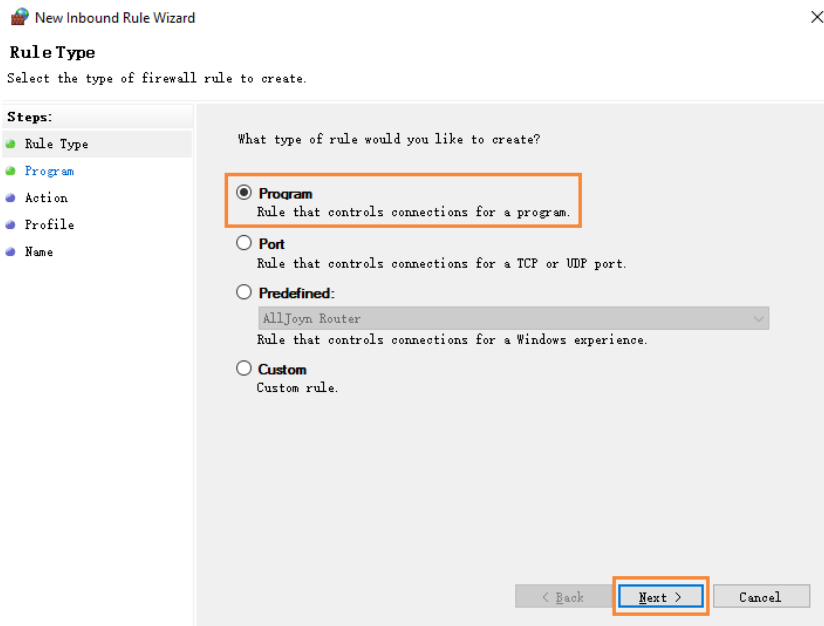 New Inbound Rule Wizard
Rule Type
Select the type of firewall rule to create.
Steps:
Rule Type
Program
Action
Profile
Name
What type of rule would you like to create?
Program
Rule that controls connections for a program.
Port
Rule that controls connections for a TCP or UDP port.
Predefined:
AllJoyn Router
Rule that controls connections for a Windows experience.
Custom
Custom rule.
< Back
Next >
Cancel